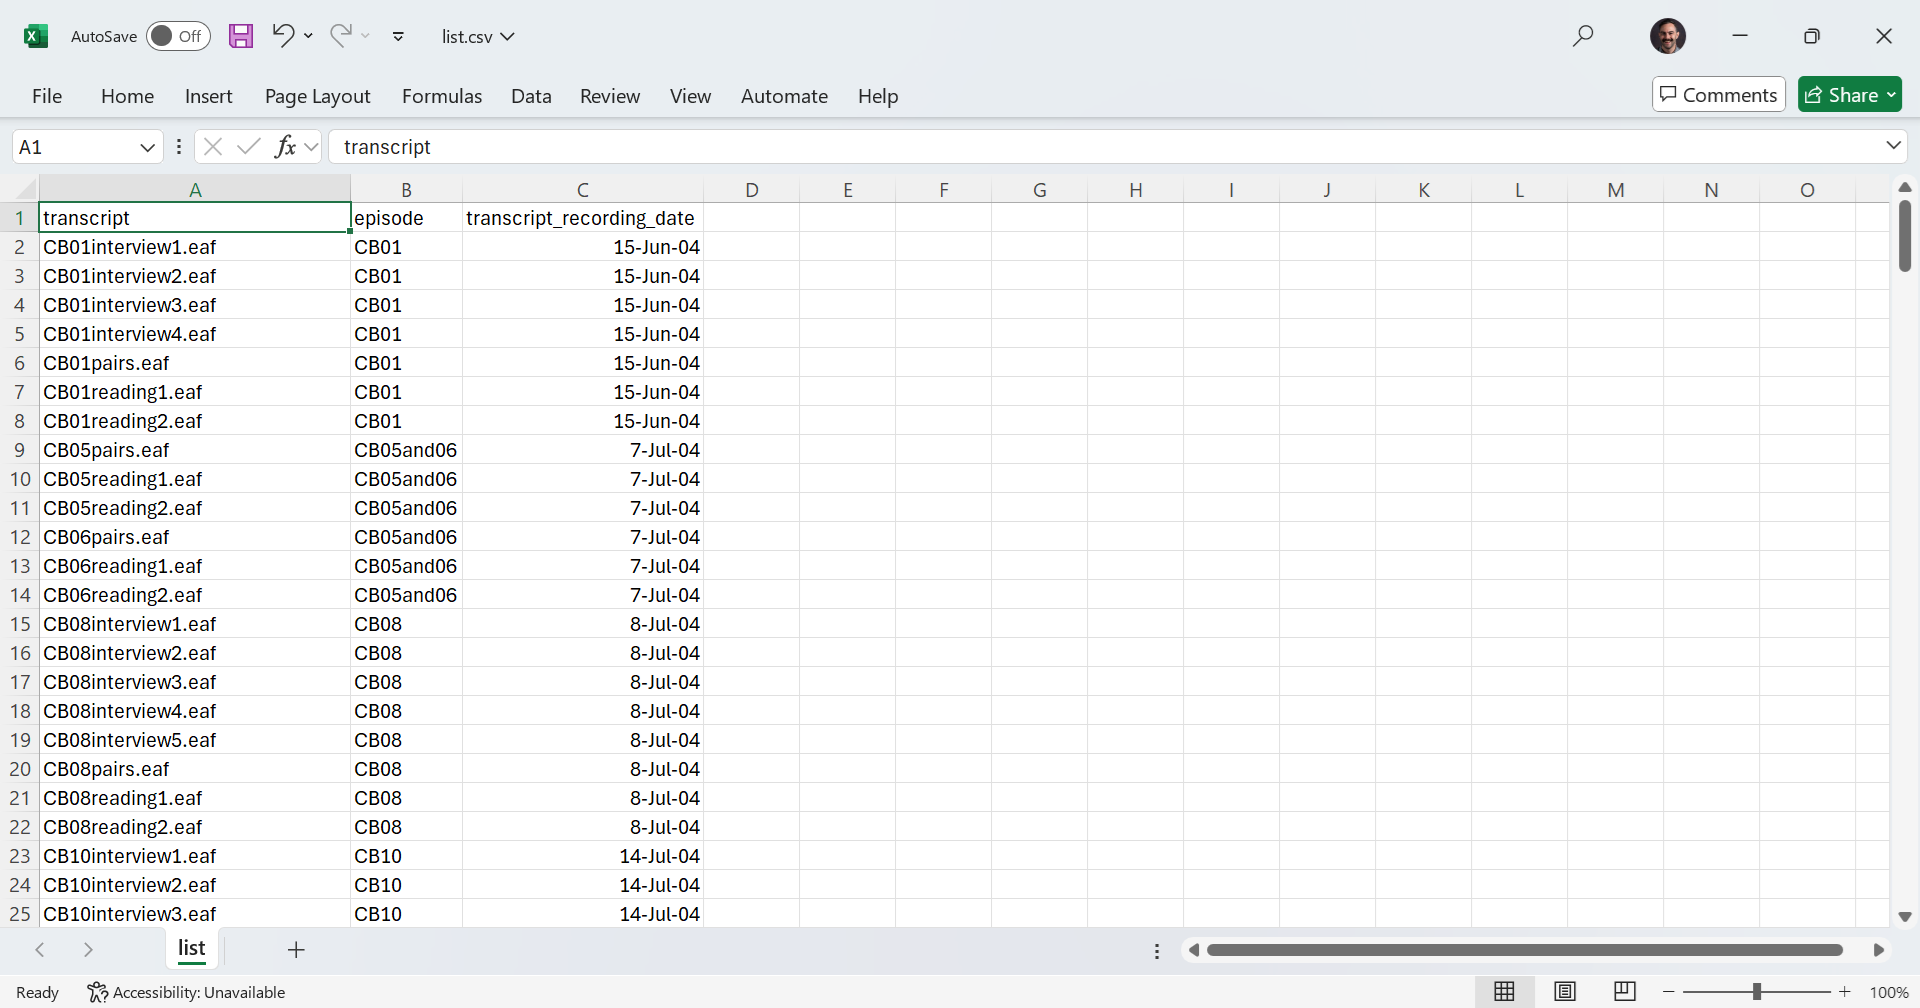 AutoSave Off list.csv
File Home Insert Page Layout Formulas Data Review View Automate Help Comments Share
A1 fx transcript
A B C D E F G H I J K L M N O
1 transcript episode transcript_recording_date
2 CB01interview1.eaf CB01 15-Jun-04
3 CB01interview2.eaf CB01 15-Jun-04
4 CB01interview3.eaf CB01 15-Jun-04
5 CB01interview4.eaf CB01 15-Jun-04
6 CB01pairs.eaf CB01 15-Jun-04
7 CB01reading1.eaf CB01 15-Jun-04
8 CB01reading2.eaf CB01 15-Jun-04
9 CB05pairs.eaf CB05and06 7-Jul-04
10 CB05reading1.eaf CB05and06 7-Jul-04
11 CB05reading2.eaf CB05and06 7-Jul-04
12 CB06pairs.eaf CB05and06 7-Jul-04
13 CB06reading1.eaf CB05and06 7-Jul-04
14 CB06reading2.eaf CB05and06 7-Jul-04
15 CB08interview1.eaf CB08 8-Jul-04
16 CB08interview2.eaf CB08 8-Jul-04
17 CB08interview3.eaf CB08 8-Jul-04
18 CB08interview4.eaf CB08 8-Jul-04
19 CB08interview5.eaf CB08 8-Jul-04
20 CB08pairs.eaf CB08 8-Jul-04
21 CB08reading1.eaf CB08 8-Jul-04
22 CB08reading2.eaf CB08 8-Jul-04
23 CB10interview1.eaf CB10 14-Jul-04
24 CB10interview2.eaf CB10 14-Jul-04
25 CB10interview3.eaf CB10 14-Jul-04
list
Ready Accessibility: Unavailable 100%